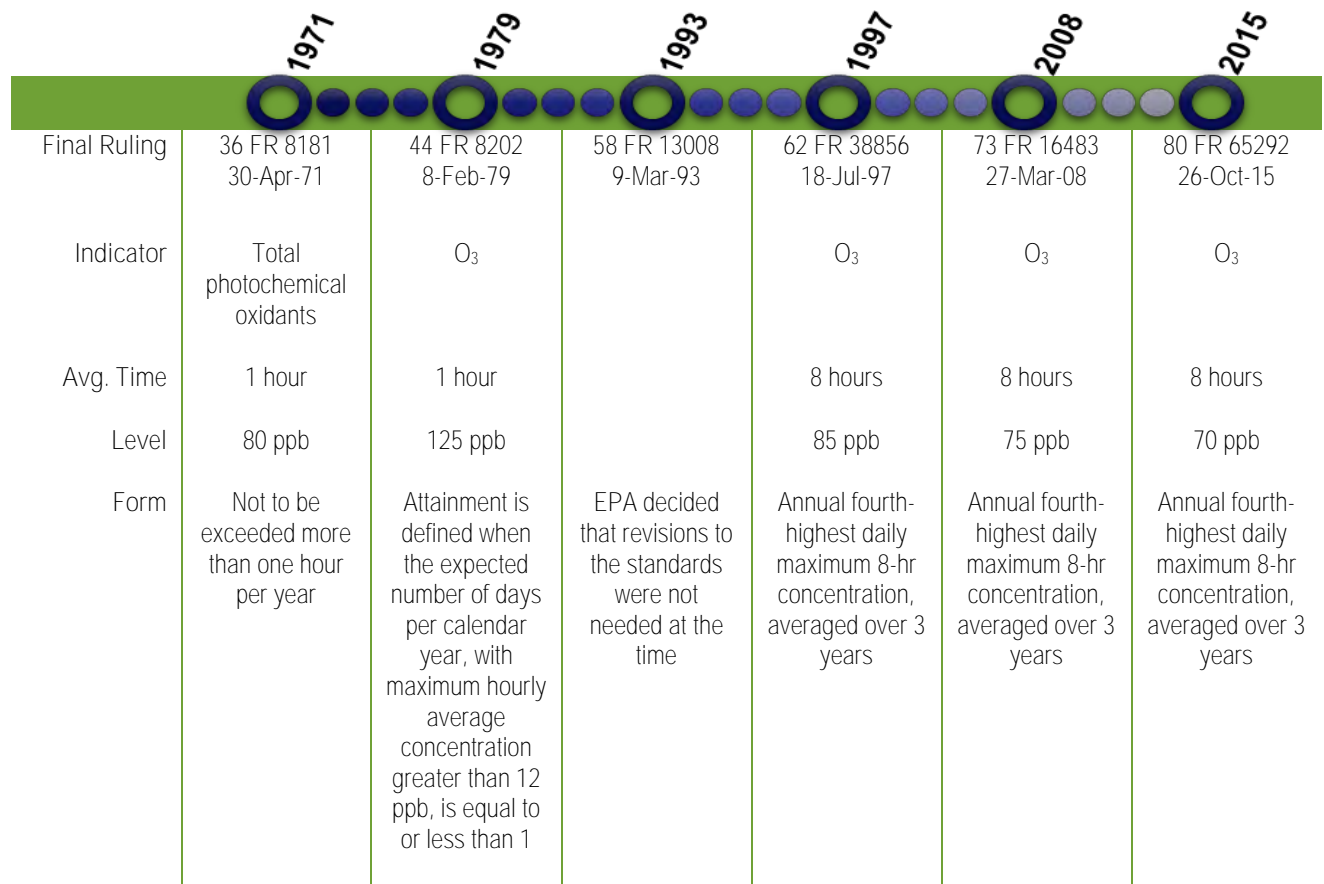 1971
1979
1993
1997
2008
2015
Final Ruling
36 FR 8181
30-Apr-71
44 FR 8202
8-Feb-79
58 FR 13008
9-Mar-93
62 FR 38856
18-Jul-97
73 FR 16483
27-Mar-08
80 FR 65292
26-Oct-15
Indicator
Total
photochemical
oxidants
O₃
O₃
O₃
O₃
Avg. Time
1 hour
1 hour
8 hours
8 hours
8 hours
Level
80 ppb
125 ppb
85 ppb
75 ppb
70 ppb
Form
Not to be
exceeded more
than one hour
per year
Attainment is
defined when
the expected
number of days
per calendar
year, with
maximum hourly
average
concentration
greater than 12
ppb, is equal to
or less than 1
EPA decided
that revisions to
the standards
were not
needed at the
time
Annual fourth-
highest daily
maximum 8-hr
concentration,
averaged over 3
years
Annual fourth-
highest daily
maximum 8-hr
concentration,
averaged over 3
years
Annual fourth-
highest daily
maximum 8-hr
concentration,
averaged over 3
years